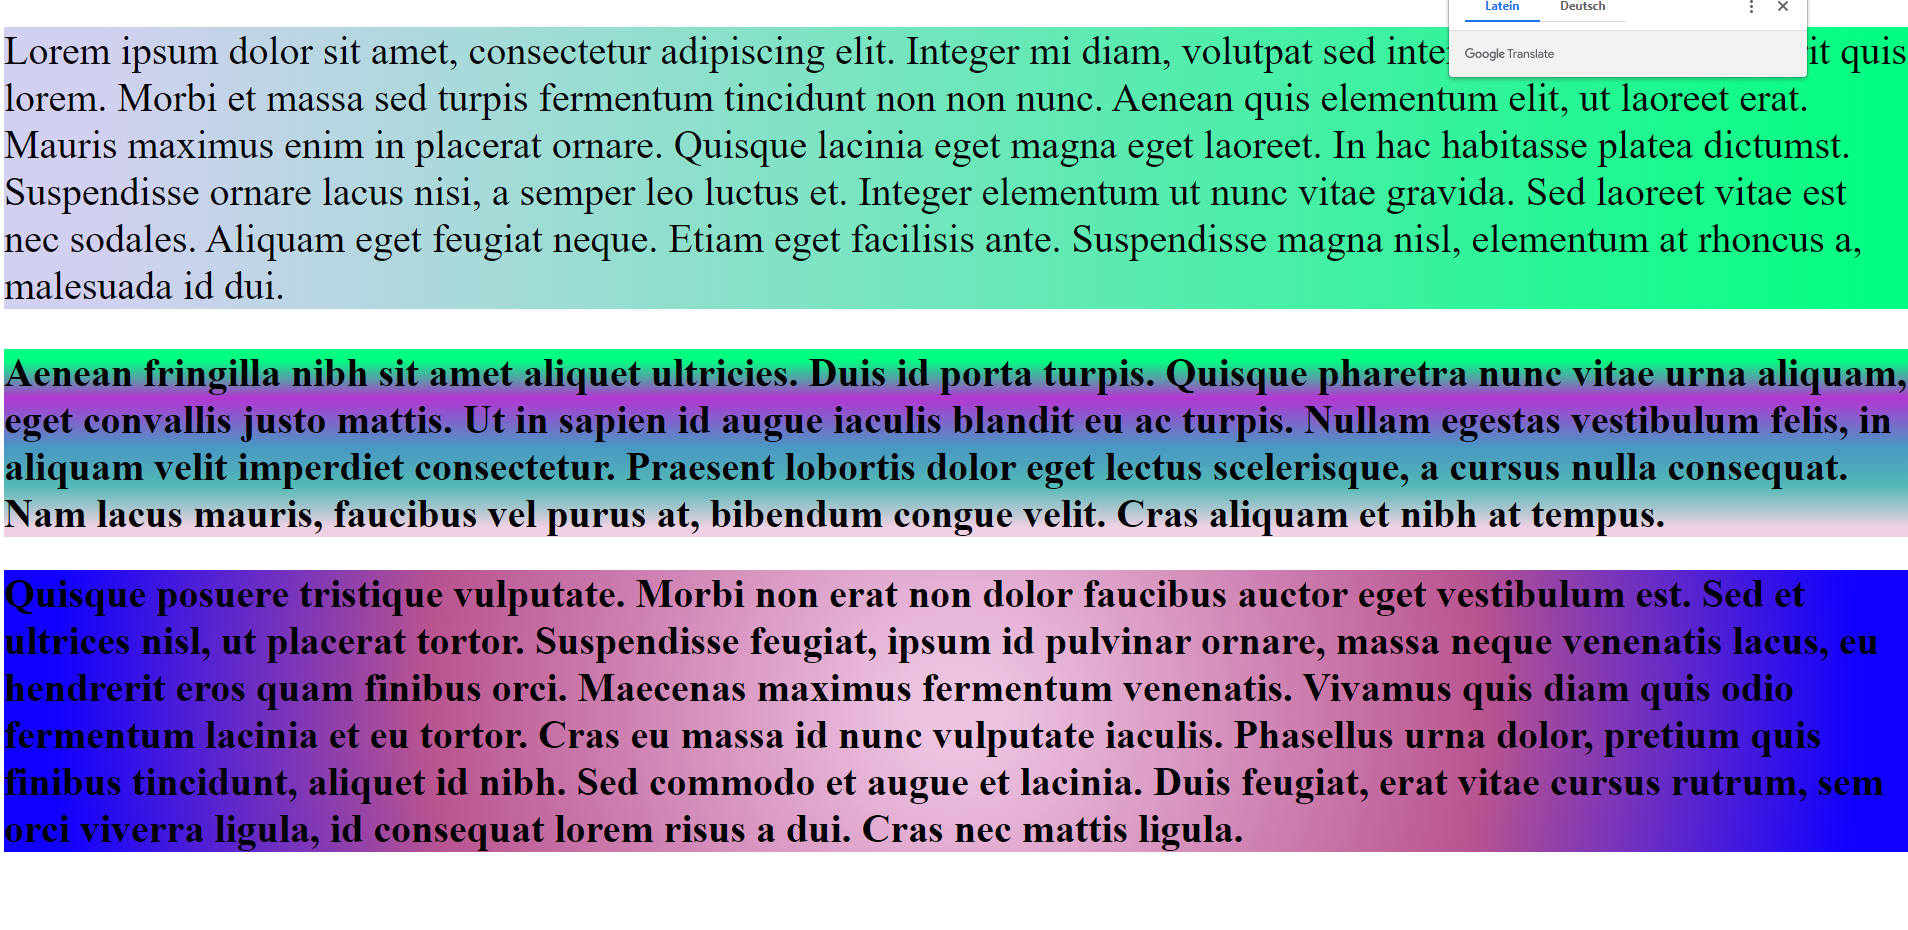 Latein Deutsch
Google Translate
Lorem ipsum dolor sit amet, consectetur adipiscing elit. Integer mi diam, volutpat sed quis
lorem. Morbi et massa sed turpis fermentum tincidunt non non nunc. Aenean quis elementum elit, ut laoreet erat.
Mauris maximus enim in placerat ornare. Quisque lacinia eget magna eget laoreet. In hac habitasse platea dictumst.
Suspendisse ornare lacus nisi, a semper leo luctus et. Integer elementum ut nunc vitae gravida. Sed laoreet vitae est
nec sodales. Aliquam eget feugiat neque. Etiam eget facilisis ante. Suspendisse magna nisl, elementum at rhoncus a,
malesuada id dui.
Aenean fringilla nibh sit amet aliquet ultricies. Duis id porta turpis. Quisque pharetra nunc vitae urna aliquam,
eget convallis justo mattis. Ut in sapien id augue iaculis blandit eu ac turpis. Nullam egestas vestibulum felis, in
aliquam velit imperdiet consectetur. Praesent lobortis dolor eget lectus scelerisque, a cursus nulla consequat.
Nam lacus mauris, faucibus vel purus at, bibendum congue velit. Cras aliquam et nibh at tempus.
Quisque posuere tristique vulputate. Morbi non erat non dolor faucibus auctor eget vestibulum est. Sed et
ultrices nisl, ut placerat tortor. Suspendisse feugiat, ipsum id pulvinar ornare, massa neque venenatis lacus, eu
hendrerit eros quam finibus orci. Maecenas maximus fermentum venenatis. Vivamus quis diam quis odio
fermentum lacinia et eu tortor. Cras eu massa id nunc vulputate iaculis. Phasellus urna dolor, pretium quis
finibus tincidunt, aliquet id nibh. Sed commodo et augue et lacinia. Duis feugiat, erat vitae cursus rutrum, sem
orci viverra ligula, id consequat lorem risus a dui. Cras nec mattis ligula.